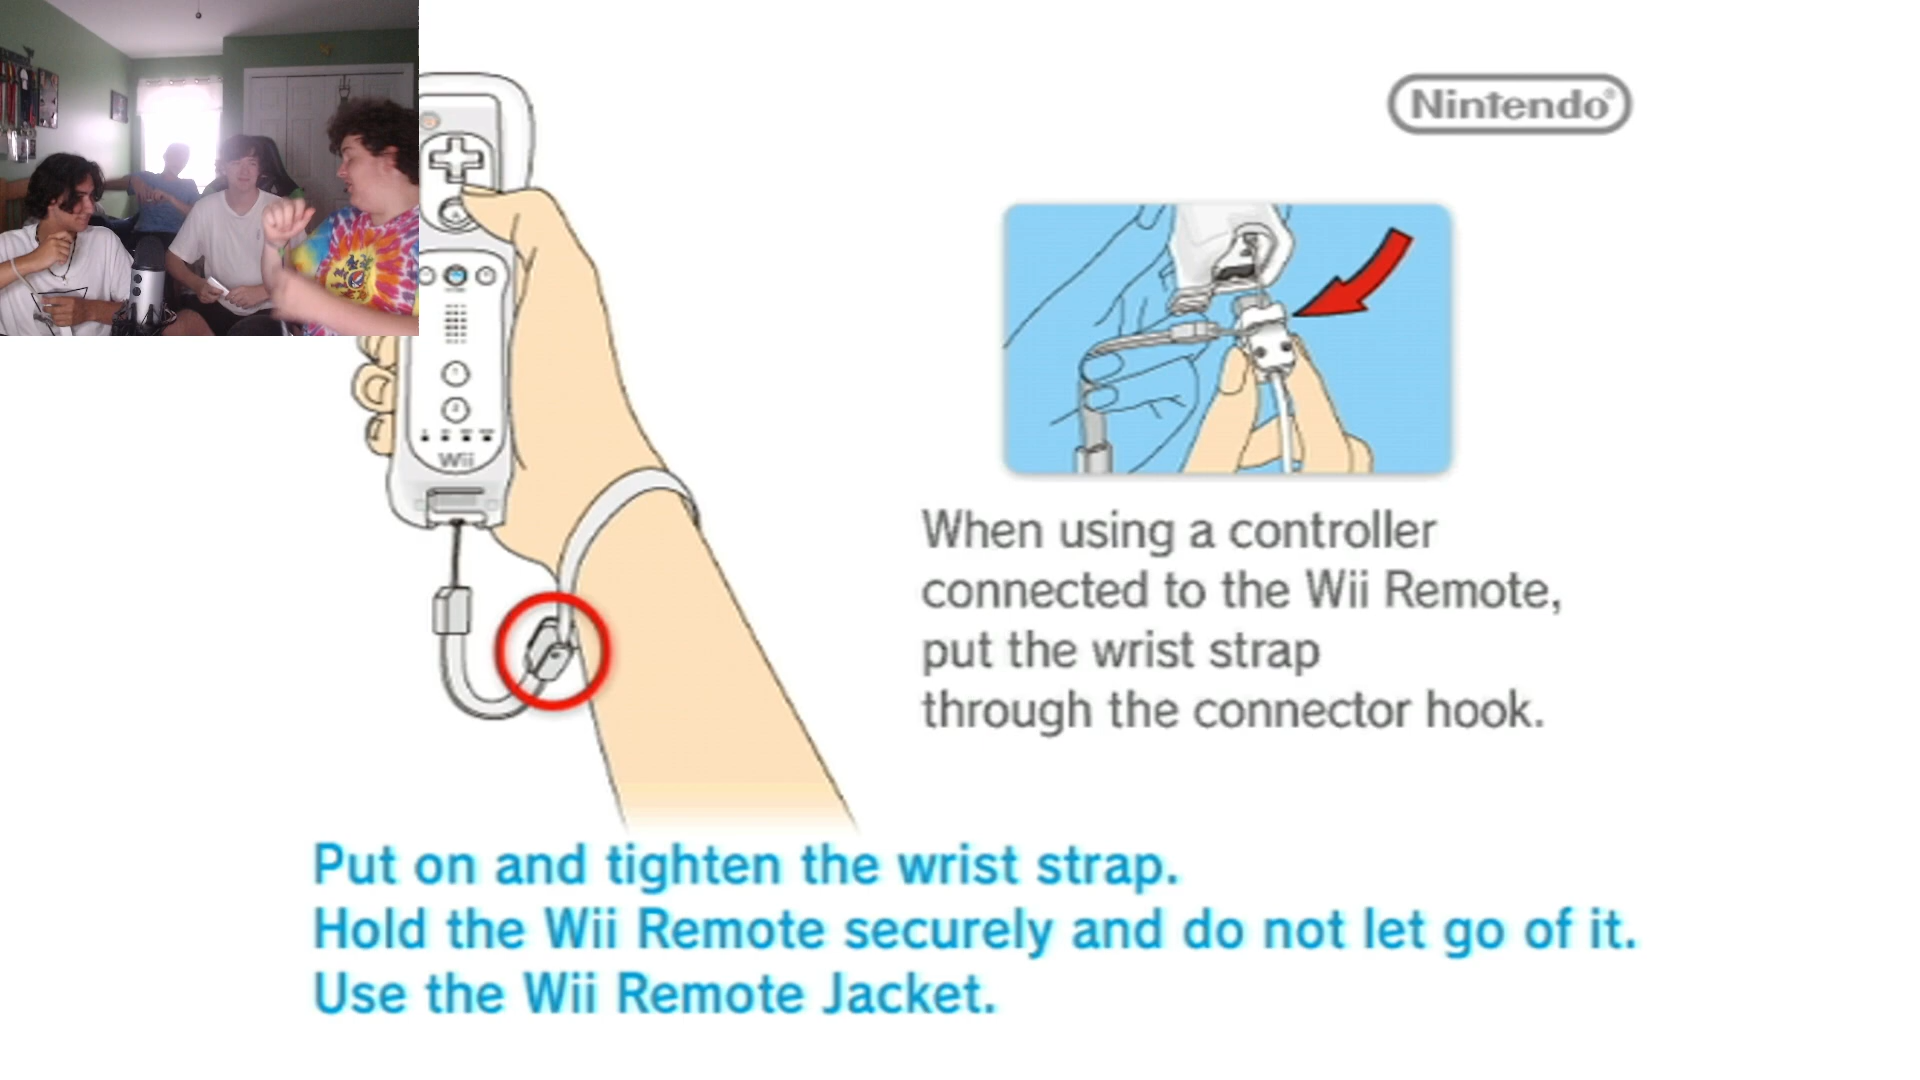 Nintendo®
When using a controller
connected to the Wii Remote,
put the wrist strap
through the connector hook.
Wii
Put on and tighten the wrist strap.
Hold the Wii Remote securely and do not let go of it.
Use the Wii Remote Jacket.